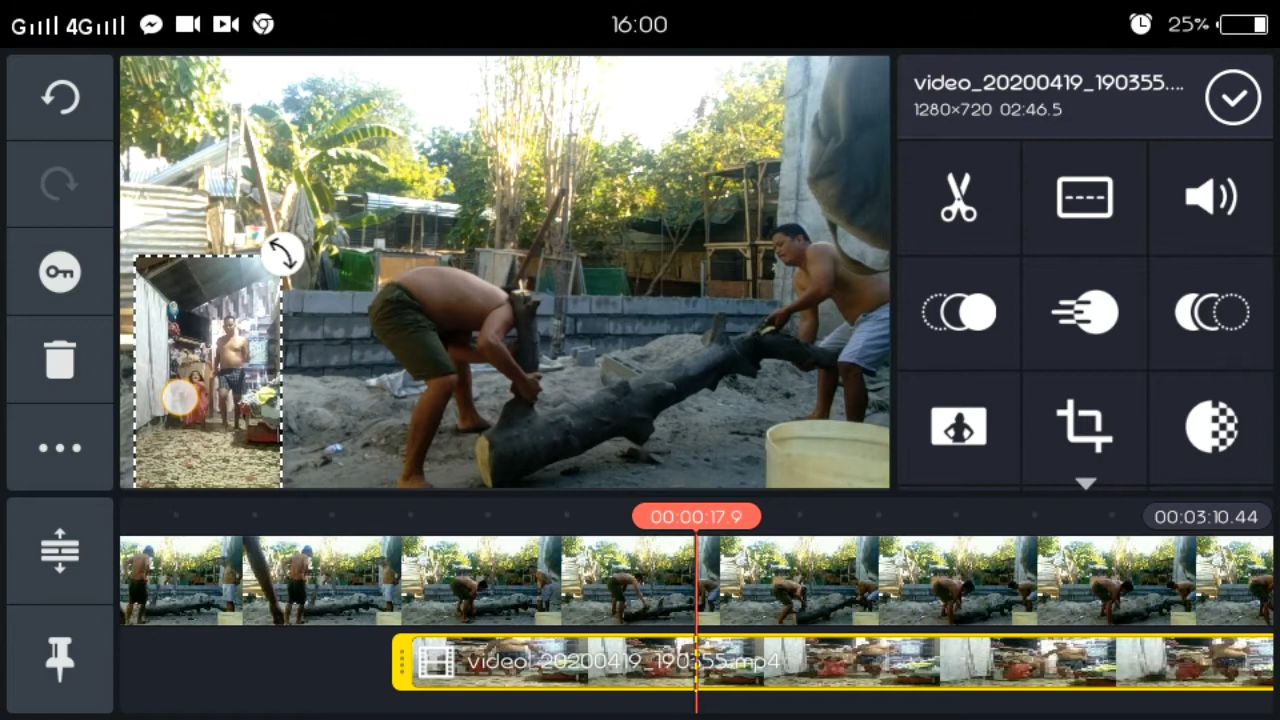 G 4G 16:00 25%
video_20200419_190355....
1280×720 02:46.5
00:00:17.9 00:03:10.44
video_20200419_190355.mp4